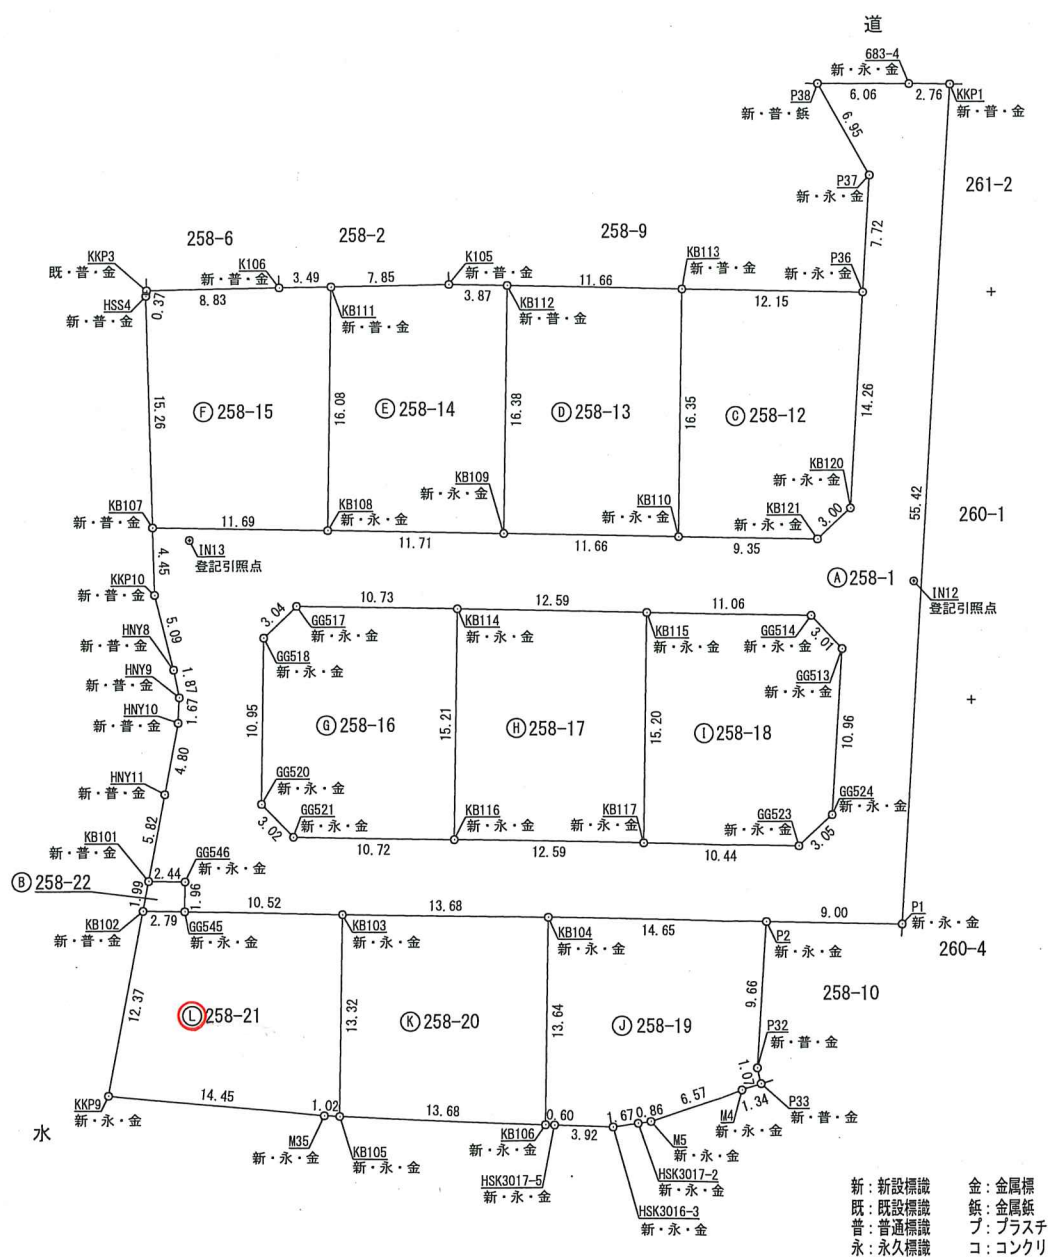 道
683-4
新・永・金
P38
新・普・鋲
6.06
2.76
KKP1
新・普・金
6.95
P37
新・永・金
261-2
7.72
258-6
258-2
258-9
KKP3
既・普・金
K106
新・普・金
K105
新・普・金
KB113
新・普・金
P36
新・永・金
HSS4
新・普・金
0.37
8.83
3.49
7.85
3.87
11.66
12.15
KB111
新・普・金
KB112
新・普・金
15.26
Ⓕ258-15
16.08
Ⓔ258-14
16.38
Ⓓ258-13
16.35
Ⓒ258-12
14.26
KB107
新・普・金
KB108
新・永・金
KB109
新・永・金
KB110
新・永・金
KB120
新・永・金
KB121
新・永・金
3.00
55.42
260-1
11.69
11.71
11.66
9.35
IN13
登記引照点
4.45
Ⓐ258-1
IN12
登記引照点
KKP10
新・普・金
5.09
3.04
10.73
12.59
11.06
GG517
新・永・金
KB114
新・永・金
KB115
新・永・金
GG514
新・永・金
3.01
HNY8
新・普・金
GG518
新・永・金
GG513
新・永・金
1.87
HNY9
新・普・金
1.67
HNY10
新・普・金
10.95
Ⓖ258-16
15.21
Ⓗ258-17
15.20
Ⓘ258-18
10.96
4.80
HNY11
新・普・金
GG520
新・永・金
GG521
新・永・金
KB116
新・永・金
KB117
新・永・金
GG523
新・永・金
GG524
新・永・金
3.02
3.05
5.82
10.72
12.59
10.44
KB101
新・普・金
2.44
GG546
新・永・金
Ⓑ258-22
1.99
1.96
KB102
新・普・金
2.79
GG545
新・永・金
10.52
KB103
新・永・金
13.68
KB104
新・永・金
14.65
P2
新・永・金
9.00
P1
新・永・金
260-4
12.37
Ⓛ258-21
13.32
Ⓚ258-20
13.64
Ⓙ258-19
9.66
258-10
P32
新・普・金
1.07
P33
新・普・金
1.34
KKP9
新・永・金
14.45
1.02
13.68
0.60
3.92
1.67
0.86
6.57
M4
新・永・金
水
M35
新・永・金
KB105
新・永・金
KB106
新・永・金
M5
新・永・金
HSK3017-5
新・永・金
HSK3017-2
新・永・金
HSK3016-3
新・永・金
新：新設標識　金：金属標
既：既設標識　鋲：金属鋲
普：普通標識　プ：プラスチ
永：永久標識　コ：コンクリ